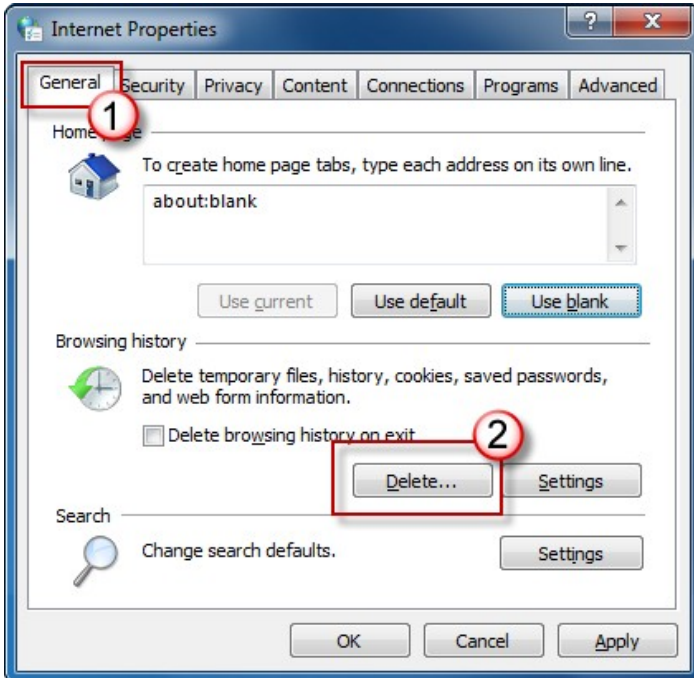 Internet Properties
?
X
General
Security
Privacy
Content
Connections
Programs
Advanced
1
Home page
To create home page tabs, type each address on its own line.
about:blank
Use current
Use default
Use blank
Browsing history
Delete temporary files, history, cookies, saved passwords,
and web form information.
Delete browsing history on exit
2
Delete...
Settings
Search
Change search defaults.
Settings
OK
Cancel
Apply